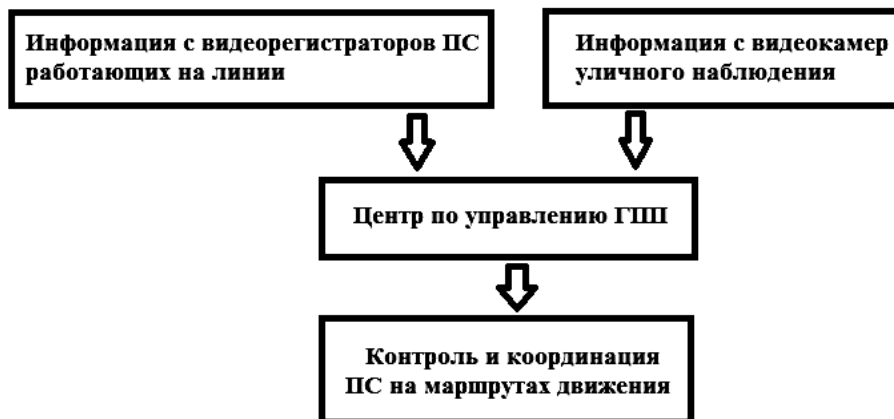 Информация с видеорегистраторов ПС
работающих на линии
Информация с видеокамер
уличного наблюдения
Центр по управлению ГПП
Контроль и координация
ПС на маршрутах движения